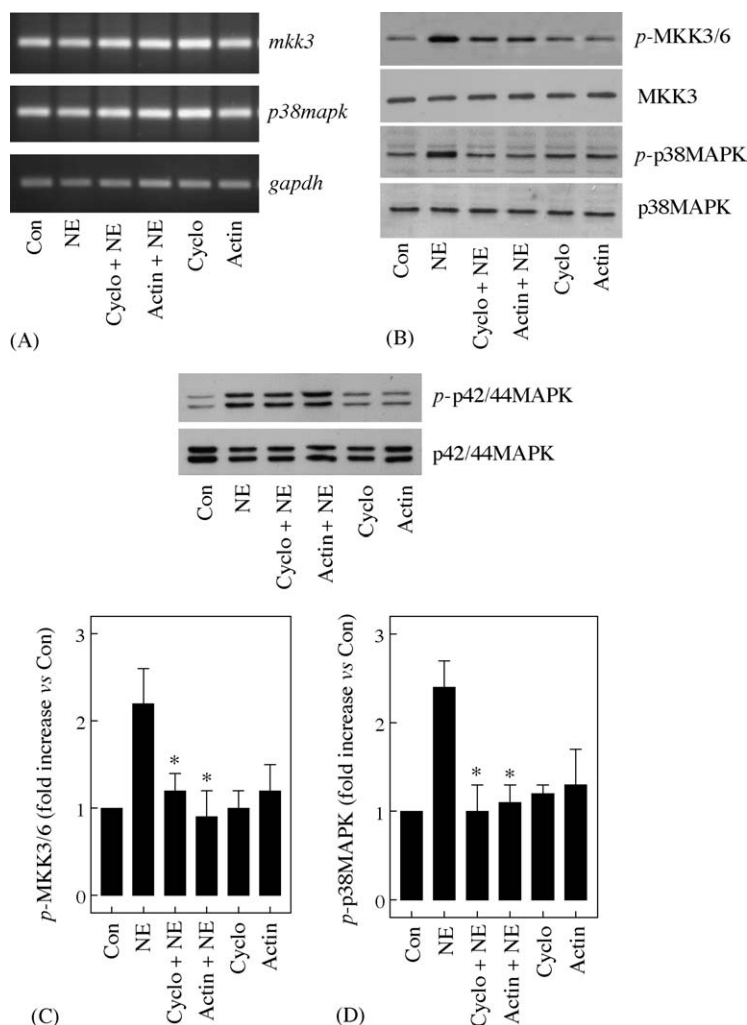 mkk3
p38mapk
gapdh
Con
NE
Cyclo + NE
Actin + NE
Cyclo
Actin
(A)
p-MKK3/6
MKK3
p-p38MAPK
p38MAPK
Con
NE
Cyclo + NE
Actin + NE
Cyclo
Actin
(B)
p-p42/44MAPK
p42/44MAPK
Con
NE
Cyclo + NE
Actin + NE
Cyclo
Actin
p-MKK3/6 (fold increase vs Con)
3
2
1
0
* *
Con
NE
Cyclo + NE
Actin + NE
Cyclo
Actin
(C)
p-p38MAPK (fold increase vs Con)
3
2
1
0
* *
Con
NE
Cyclo + NE
Actin + NE
Cyclo
Actin
(D)